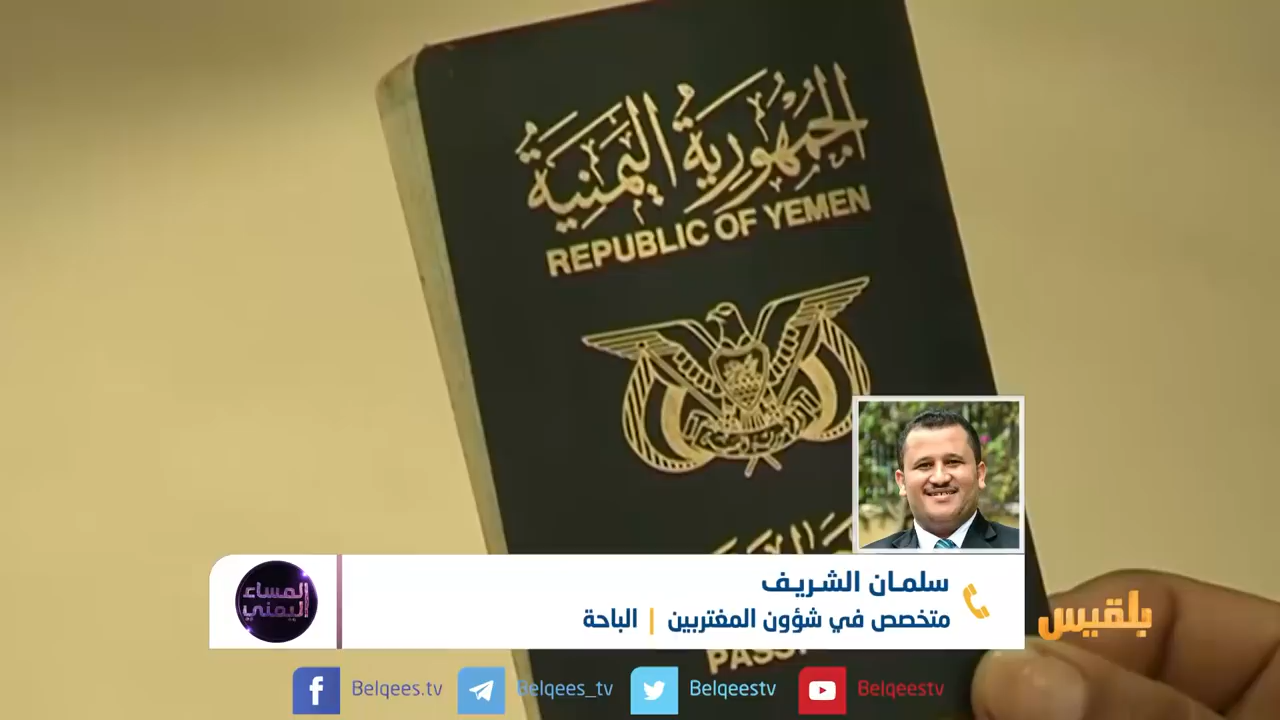 الجمهورية اليمنية
REPUBLIC OF YEMEN
سلمان الشريف
متخصص في شؤون المغتربين | الباحة
المساء
اليمني
بلقيس
Belqees.tv
Belqees_tv
Belqeestv
Belqeestv